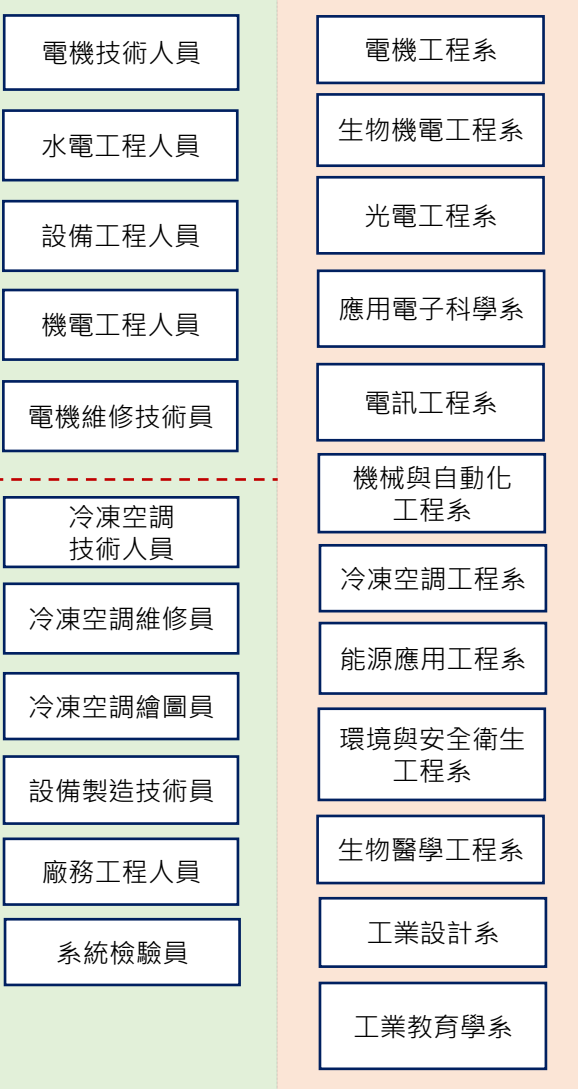 電機技術人員
水電工程人員
設備工程人員
機電工程人員
電機維修技術員
冷凍空調
技術人員
冷凍空調維修員
冷凍空調繪圖員
設備製造技術員
廠務工程人員
系統檢驗員
電機工程系
生物機電工程系
光電工程系
應用電子科學系
電訊工程系
機械與自動化
工程系
冷凍空調工程系
能源應用工程系
環境與安全衛生
工程系
生物醫學工程系
工業設計系
工業教育學系